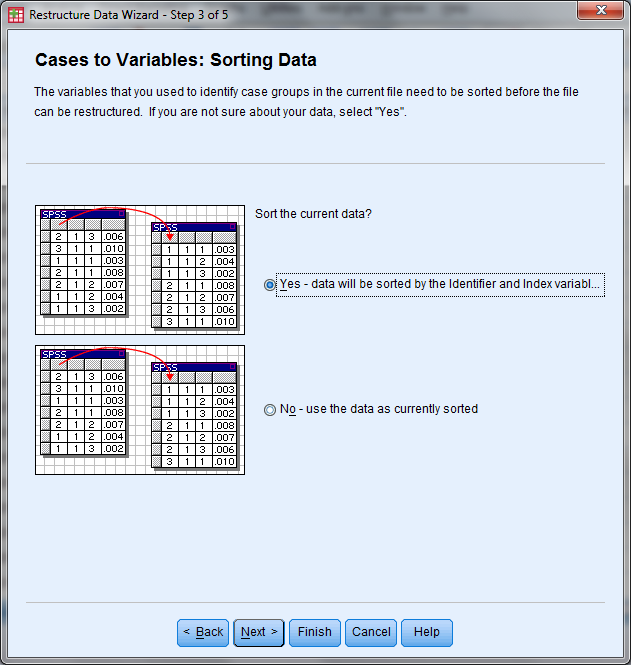 Restructure Data Wizard - Step 3 of 5
Cases to Variables: Sorting Data
The variables that you used to identify case groups in the current file need to be sorted before the file
can be restructured. If you are not sure about your data, select "Yes".
SPSS
2 1 3 .006
3 1 1 .010
1 1 1 .003
2 1 1 .008
2 1 2 .007
1 1 2 .004
1 1 3 .002
SPSS
1 1 1 .003
1 1 2 .004
1 1 3 .002
2 1 1 .008
2 1 2 .007
2 1 3 .006
3 1 1 .010
Sort the current data?
Yes - data will be sorted by the Identifier and Index variabl...
SPSS
2 1 3 .006
3 1 1 .010
1 1 1 .003
2 1 1 .008
2 1 2 .007
1 1 2 .004
1 1 3 .002
SPSS
1 1 1 .003
1 1 2 .004
1 1 3 .002
2 1 1 .008
2 1 2 .007
2 1 3 .006
3 1 1 .010
No - use the data as currently sorted
< Back
Next >
Finish
Cancel
Help